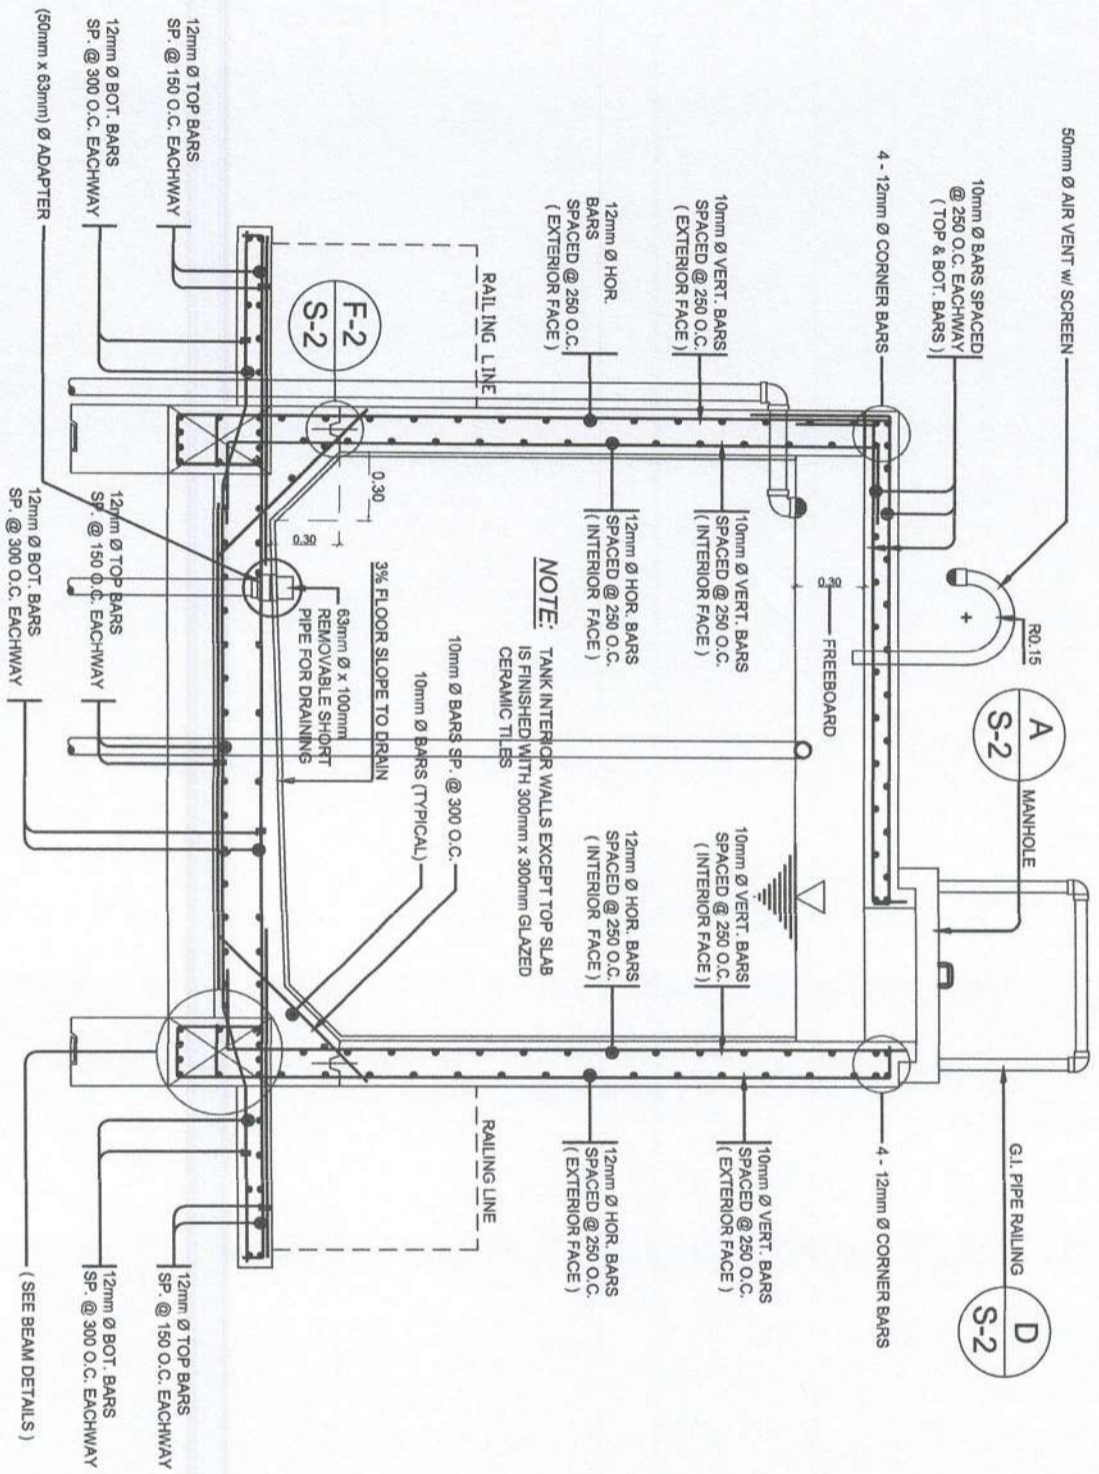 50mm Ø AIR VENT w/ SCREEN
R0.15
A
S-2
MANHOLE
G.I. PIPE RAILING
D
S-2
10mm Ø BARS SPACED
@ 250 O.C. EACHWAY
( TOP & BOT. BARS )
4 - 12mm Ø CORNER BARS
0.30
FREEBOARD
4 - 12mm Ø CORNER BARS
10mm Ø VERT. BARS
SPACED @ 250 O.C.
( EXTERIOR FACE )
10mm Ø VERT. BARS
SPACED @ 250 O.C.
( INTERIOR FACE )
10mm Ø VERT. BARS
SPACED @ 250 O.C.
( INTERIOR FACE )
10mm Ø VERT. BARS
SPACED @ 250 O.C.
( EXTERIOR FACE )
12mm Ø HOR.
BARS
SPACED @ 250 O.C.
( EXTERIOR FACE )
12mm Ø HOR. BARS
SPACED @ 250 O.C.
( INTERIOR FACE )
12mm Ø HOR. BARS
SPACED @ 250 O.C.
( INTERIOR FACE )
12mm Ø HOR. BARS
SPACED @ 250 O.C.
( EXTERIOR FACE )
NOTE:
TANK INTERIOR WALLS EXCEPT TOP SLAB
IS FINISHED WITH 300mm x 300mm GLAZED
CERAMIC TILES
RAILING LINE
RAILING LINE
10mm Ø BARS SP. @ 300 O.C.
10mm Ø BARS (TYPICAL)
0.30
0.30
3% FLOOR SLOPE TO DRAIN
63mm Ø x 100mm
REMOVABLE SHORT
PIPE FOR DRAINING
F-2
S-2
12mm Ø TOP BARS
SP. @ 150 O.C. EACHWAY
12mm Ø BOT. BARS
SP. @ 300 O.C. EACHWAY
(50mm x 63mm) Ø ADAPTER
12mm Ø TOP BARS
SP. @ 150 O.C. EACHWAY
12mm Ø BOT. BARS
SP. @ 300 O.C. EACHWAY
12mm Ø TOP BARS
SP. @ 150 O.C. EACHWAY
12mm Ø BOT. BARS
SP. @ 300 O.C. EACHWAY
( SEE BEAM DETAILS )